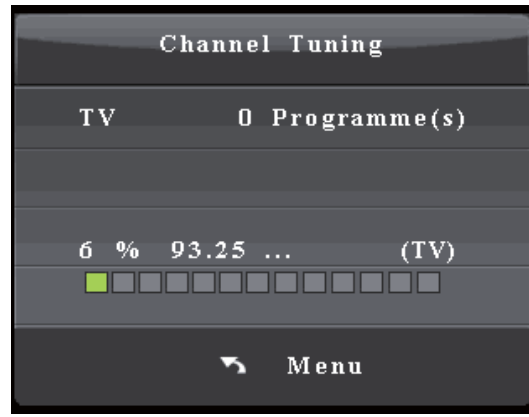 Channel Tuning
TV 0 Programme(s)
6 % 93.25 ... (TV)
Menu